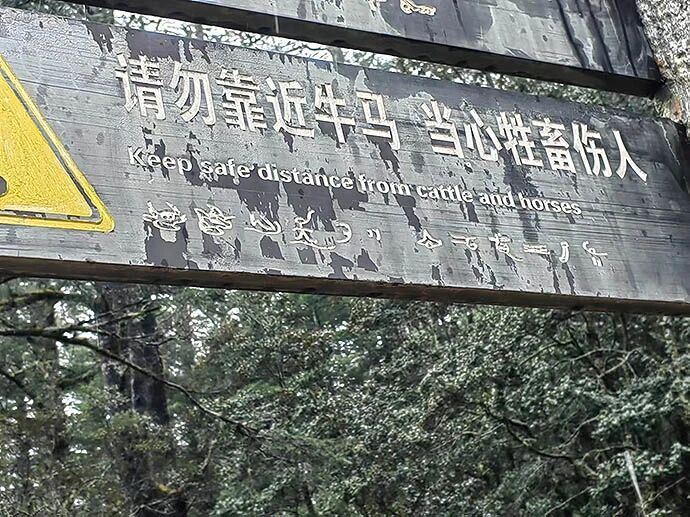 请勿靠近牛马 当心牲畜伤人
Keep safe distance from cattle and horses